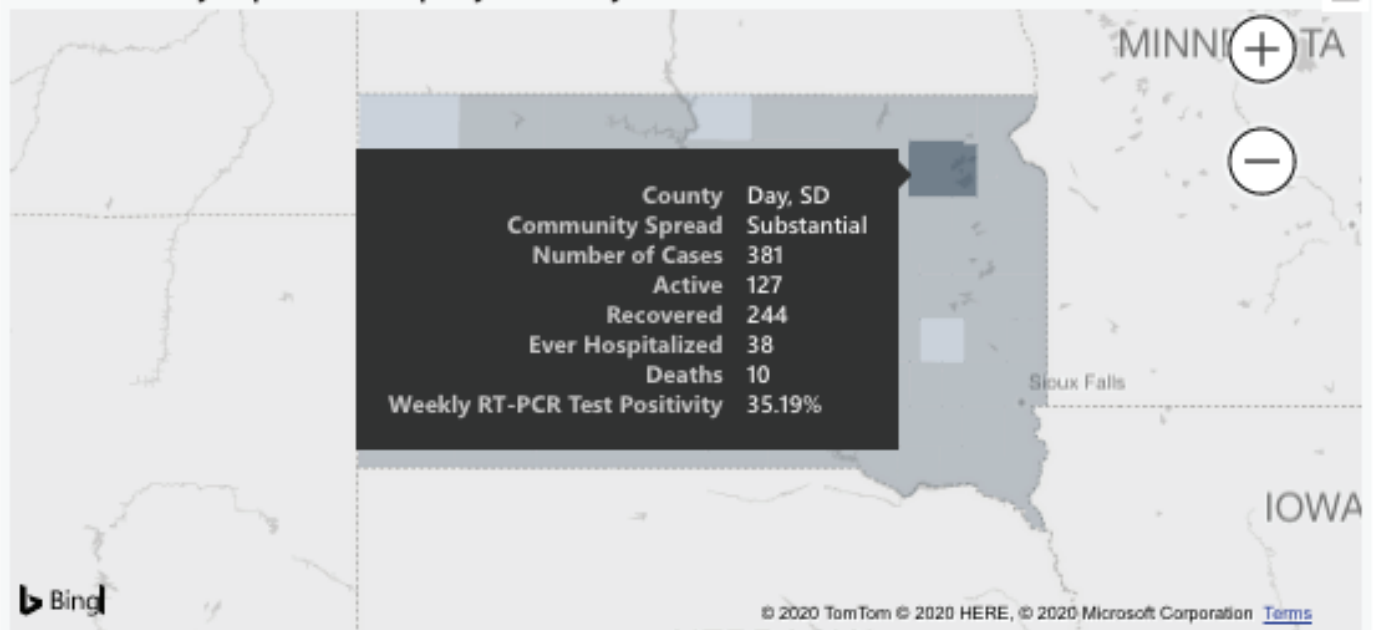 County Day, SD
Community Spread Substantial
Number of Cases 381
Active 127
Recovered 244
Ever Hospitalized 38
Deaths 10
Weekly RT-PCR Test Positivity 35.19%
Sioux Falls
IOWA
Bing
© 2020 TomTom © 2020 HERE, © 2020 Microsoft Corporation Terms